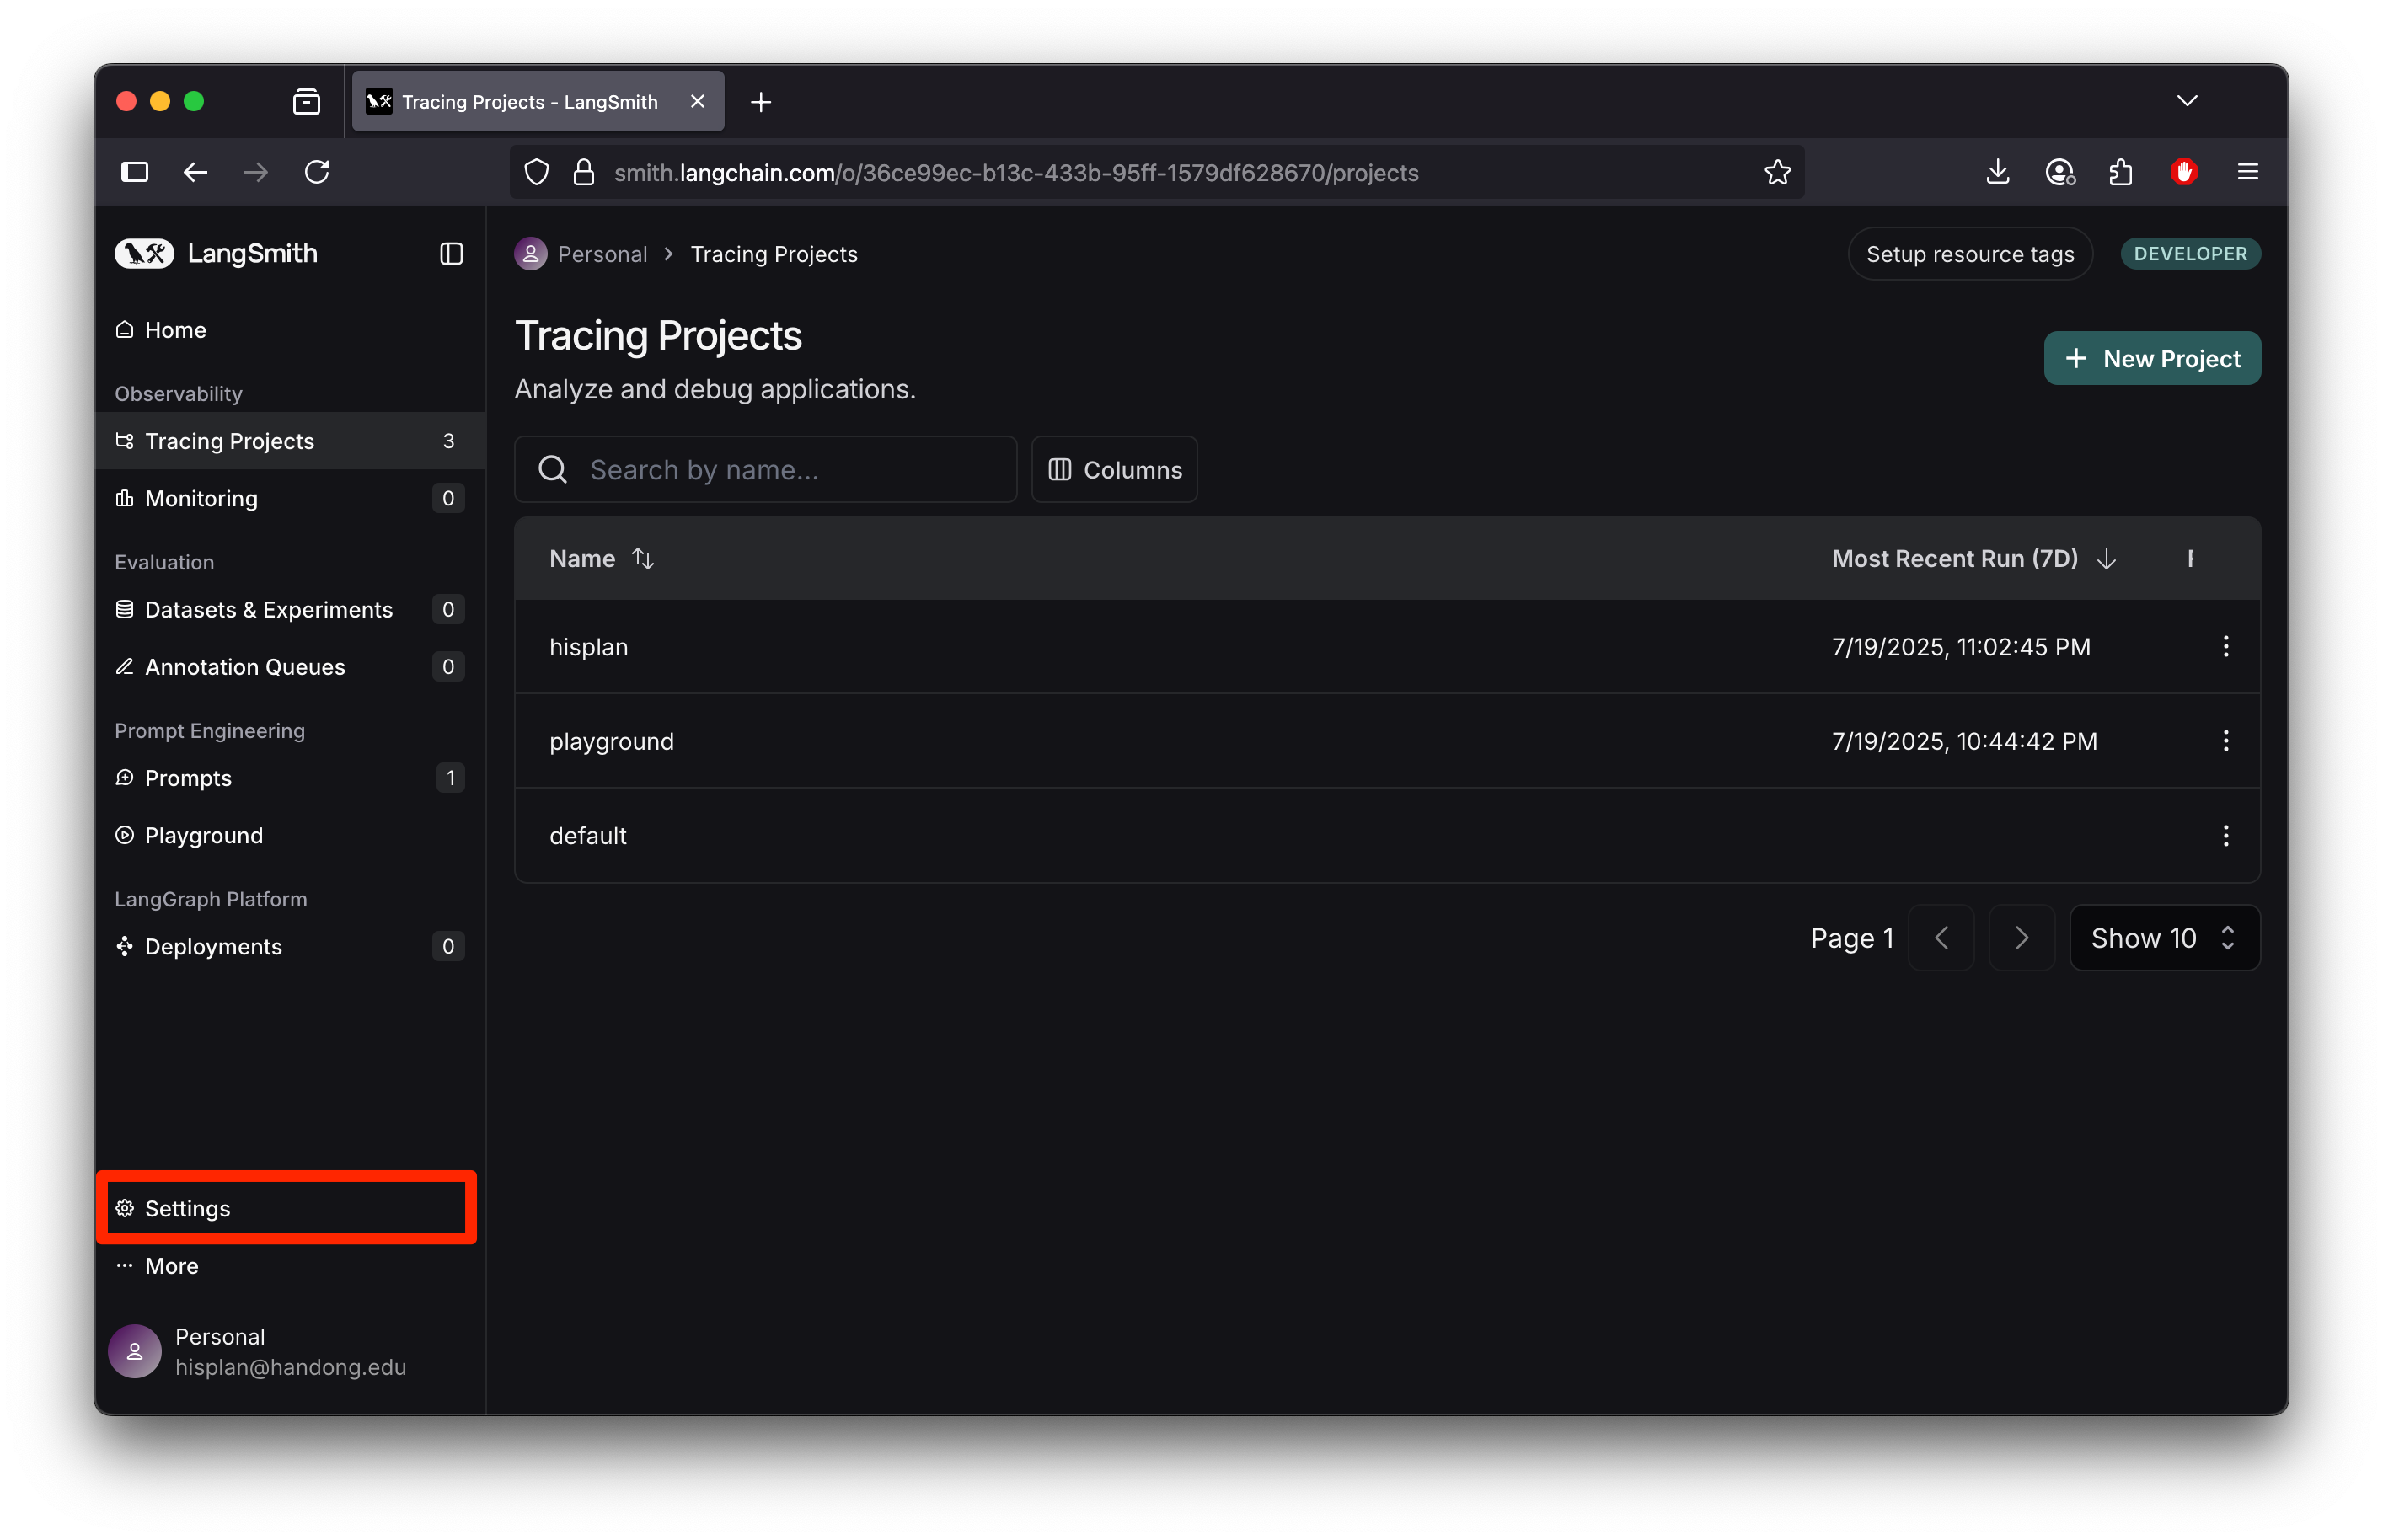 Tracing Projects - LangSmith
smith.langchain.com/o/36ce99ec-b13c-433b-95ff-1579df628670/projects
LangSmith
Home
Observability
Tracing Projects 3
Monitoring 0
Evaluation
Datasets & Experiments 0
Annotation Queues 0
Prompt Engineering
Prompts 1
Playground
LangGraph Platform
Deployments 0
Settings
More
Personal
hisplan@handong.edu
Personal > Tracing Projects
Setup resource tags
DEVELOPER
Tracing Projects
Analyze and debug applications.
+ New Project
Search by name...
Columns
Name Most Recent Run (7D)
hisplan 7/19/2025, 11:02:45 PM
playground 7/19/2025, 10:44:42 PM
default
Page 1 Show 10